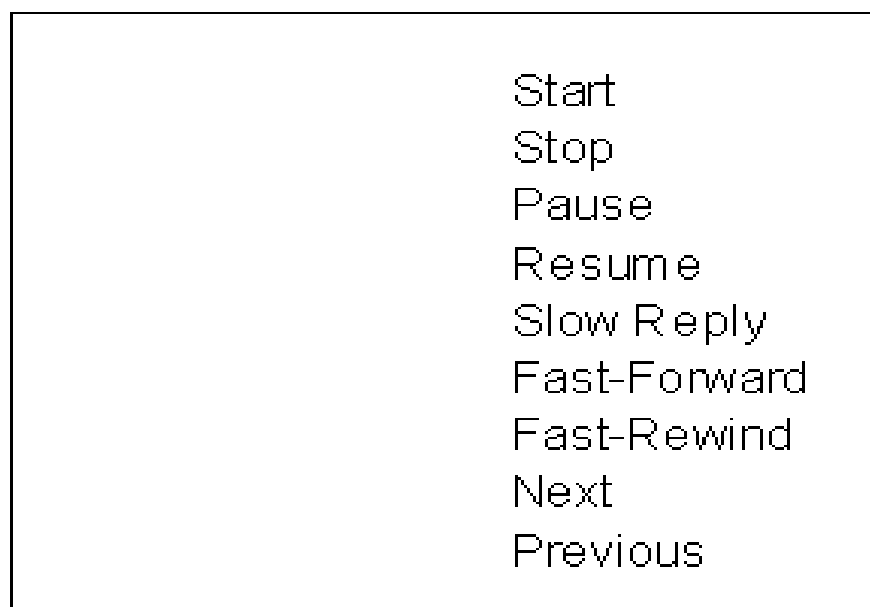 Start
Stop
Pause
Resume
Slow Reply
Fast-Forward
Fast-Rewind
Next
Previous